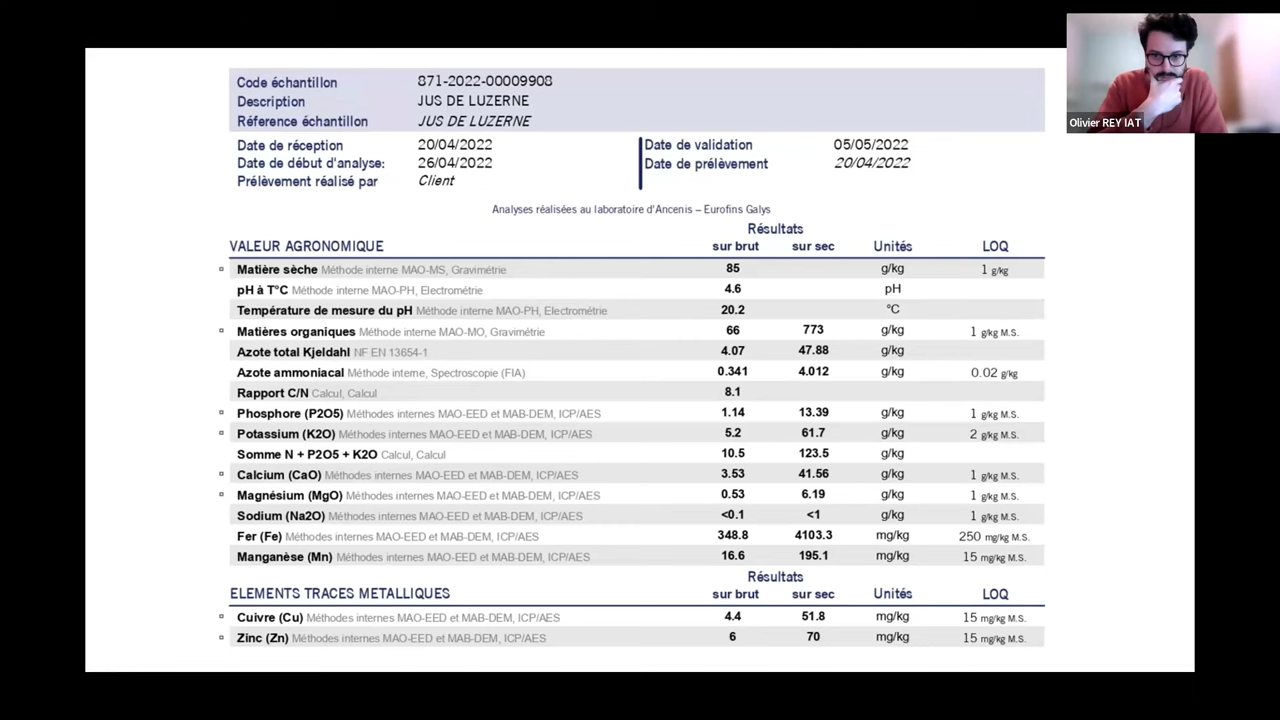 Code échantillon 871-2022-00009908
Description JUS DE LUZERNE
Réference échantillon JUS DE LUZERNE
Olivier REY IAT
Date de réception 20/04/2022 Date de validation 05/05/2022
Date de début d'analyse: 26/04/2022 Date de prélèvement 20/04/2022
Prélèvement réalisé par Client
Analyses réalisées au laboratoire d'Ancenis – Eurofins Galys
Résultats
VALEUR AGRONOMIQUE sur brut sur sec Unités LOQ
Matière sèche Méthode interne MAO-MS, Gravimétrie 85 g/kg 1 g/kg
pH à T°C Méthode interne MAO-PH, Electrométrie 4.6 pH
Température de mesure du pH Méthode interne MAO-PH, Electrométrie 20.2 °C
Matières organiques Méthode interne MAO-MO, Gravimétrie 66 773 g/kg 1 g/kg M.S.
Azote total Kjeldahl NF EN 13654-1 4.07 47.88 g/kg
Azote ammoniacal Méthode interne, Spectroscopie (FIA) 0.341 4.012 g/kg 0.02 g/kg
Rapport C/N Calcul, Calcul 8.1
Phosphore (P2O5) Méthodes internes MAO-EED et MAB-DEM, ICP/AES 1.14 13.39 g/kg 1 g/kg M.S.
Potassium (K2O) Méthodes internes MAO-EED et MAB-DEM, ICP/AES 5.2 61.7 g/kg 2 g/kg M.S.
Somme N + P2O5 + K2O Calcul, Calcul 10.5 123.5 g/kg
Calcium (CaO) Méthodes internes MAO-EED et MAB-DEM, ICP/AES 3.53 41.56 g/kg 1 g/kg M.S.
Magnésium (MgO) Méthodes internes MAO-EED et MAB-DEM, ICP/AES 0.53 6.19 g/kg 1 g/kg M.S.
Sodium (Na2O) Méthodes internes MAO-EED et MAB-DEM, ICP/AES <0.1 <1 g/kg 1 g/kg M.S.
Fer (Fe) Méthodes internes MAO-EED et MAB-DEM, ICP/AES 348.8 4103.3 mg/kg 250 mg/kg M.S.
Manganèse (Mn) Méthodes internes MAO-EED et MAB-DEM, ICP/AES 16.6 195.1 mg/kg 15 mg/kg M.S.
Résultats
ELEMENTS TRACES METALLIQUES sur brut sur sec Unités LOQ
Cuivre (Cu) Méthodes internes MAO-EED et MAB-DEM, ICP/AES 4.4 51.8 mg/kg 15 mg/kg M.S.
Zinc (Zn) Méthodes internes MAO-EED et MAB-DEM, ICP/AES 6 70 mg/kg 15 mg/kg M.S.